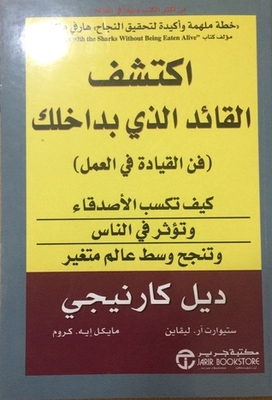 «خطة ملهمة وأكيدة لتحقيق النجاح» هارفي
مؤلف كتاب "with the Sharks Without Being Eaten Alive"
اكتشف
القائد الذي بداخلك
(فن القيادة في العمل)
كيف تكسب الأصدقاء
وتؤثر في الناس
وتنجح وسط عالم متغير
ديل كارنيجي
ستيوارت آر. ليفاين
مايكل إيه. كروم
مكتبة جرير
JARIR BOOKSTORE